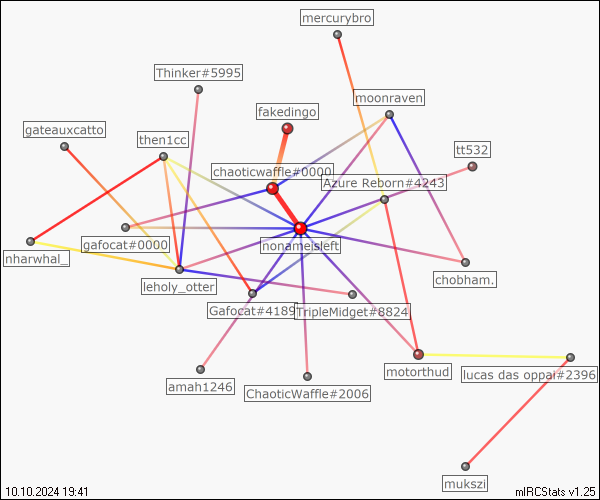 mercurybro
Thinker#5995
moonraven
fakedingo
gateauxcatto
then1cc
tt532
chaoticwaffle#0000
Azure Reborn#4243
gafocat#0000
nonameisleft
nharwhal_
chobham.
leholy_otter
Gafocat#4189
TripleMidget#8824
motorthud
lucas das oppai#2396
amah1246
ChaoticWaffle#2006
mukszi
10.10.2024 19:41
mIRCStats v1.25